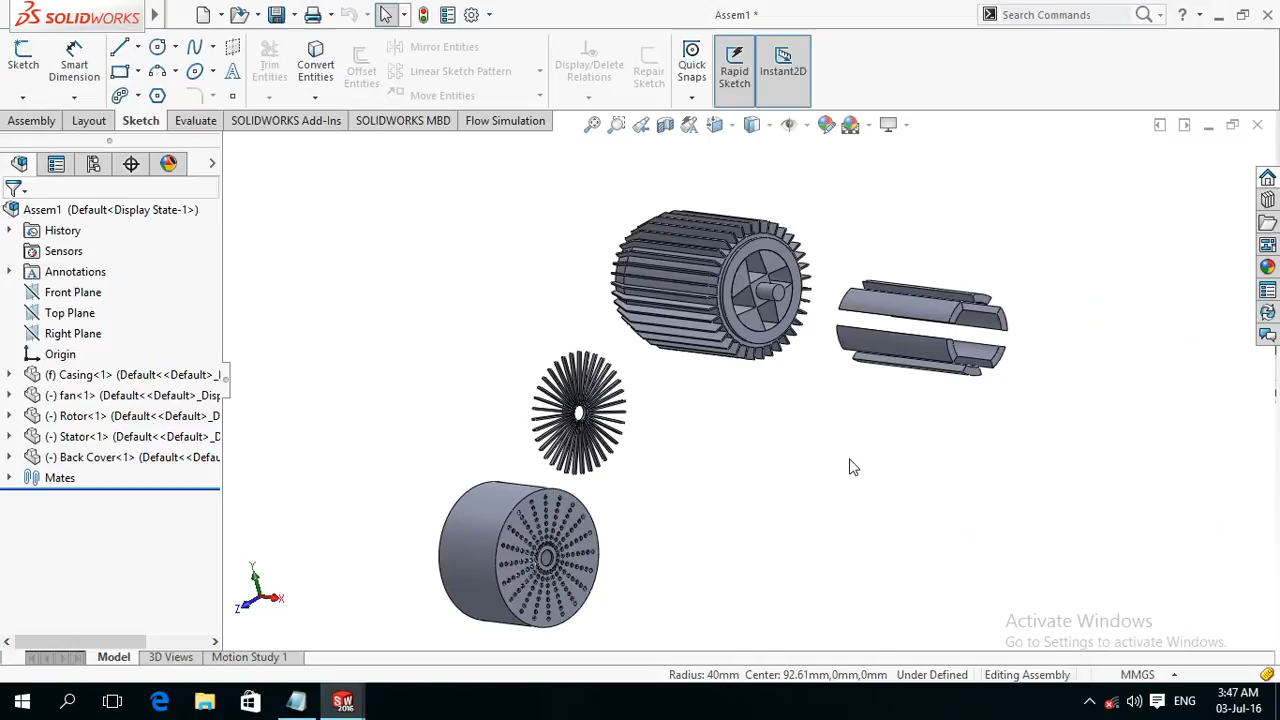 SOLIDWORKS
Assem1 *
Search Commands
Sketch
Smart
Dimension
Trim
Entities
Convert
Entities
Offset
Entities
Mirror Entities
Linear Sketch Pattern
Move Entities
Display/Delete
Relations
Repair
Sketch
Quick
Snaps
Rapid
Sketch
Instant2D
Assembly
Layout
Sketch
Evaluate
SOLIDWORKS Add-Ins
SOLIDWORKS MBD
Flow Simulation
Assem1 (Default<Display State-1>)
History
Sensors
Annotations
Front Plane
Top Plane
Right Plane
Origin
(f) Casing<1> (Default<<Default>_
(-) fan<1> (Default<<Default>_Disp
(-) Rotor<1> (Default<<Default>_D
(-) Stator<1> (Default<<Default>_D
(-) Back Cover<1> (Default<<Defau
Mates
Y
Z
X
Activate Windows
Go to Settings to activate Windows.
Model
3D Views
Motion Study 1
Radius: 40mm Center: 92.61mm,0mm,0mm
Under Defined
Editing Assembly
MMGS
SW
2016
ENG
3:47 AM
03-Jul-16